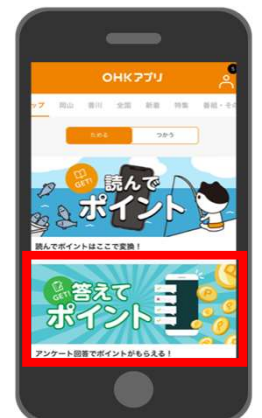 OHKアプリ
5
ップ 岡山 香川 全国 新着 特集 番組・その
ためる つかう
GET!
読んで
ポイント
読んでポイントはここで変換！
GET!
答えて
ポイント
アンケート回答でポイントがもらえる！